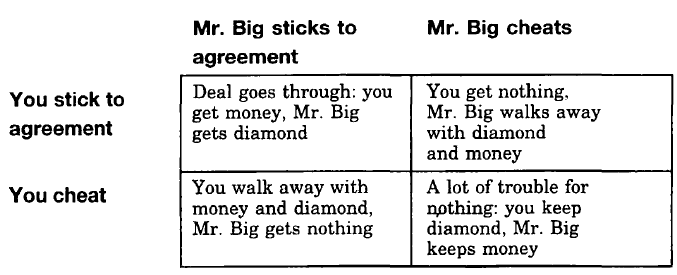 Mr. Big sticks to
agreement
Mr. Big cheats
You stick to
agreement
Deal goes through: you
get money, Mr. Big
gets diamond
You get nothing,
Mr. Big walks away
with diamond
and money
You cheat
You walk away with
money and diamond,
Mr. Big gets nothing
A lot of trouble for
nothing: you keep
diamond, Mr. Big
keeps money